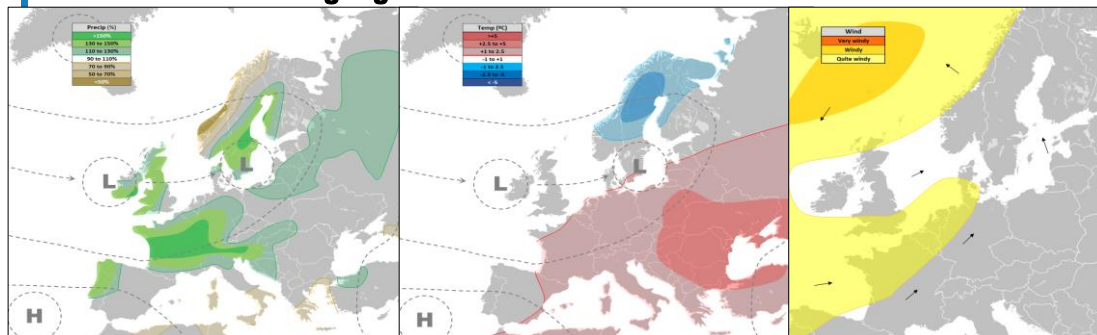 Precip (%)
>150%
130 to 150%
110 to 130%
90 to 110%
70 to 90%
50 to 70%
<50%
L
L
H
Temp (ºC)
>+5
+2.5 to +5
+1 to 2.5
-1 to +1
-1 to 2.5
-2.5 to -5
< -5
L
L
H
Wind
Very windy
Windy
Quite windy